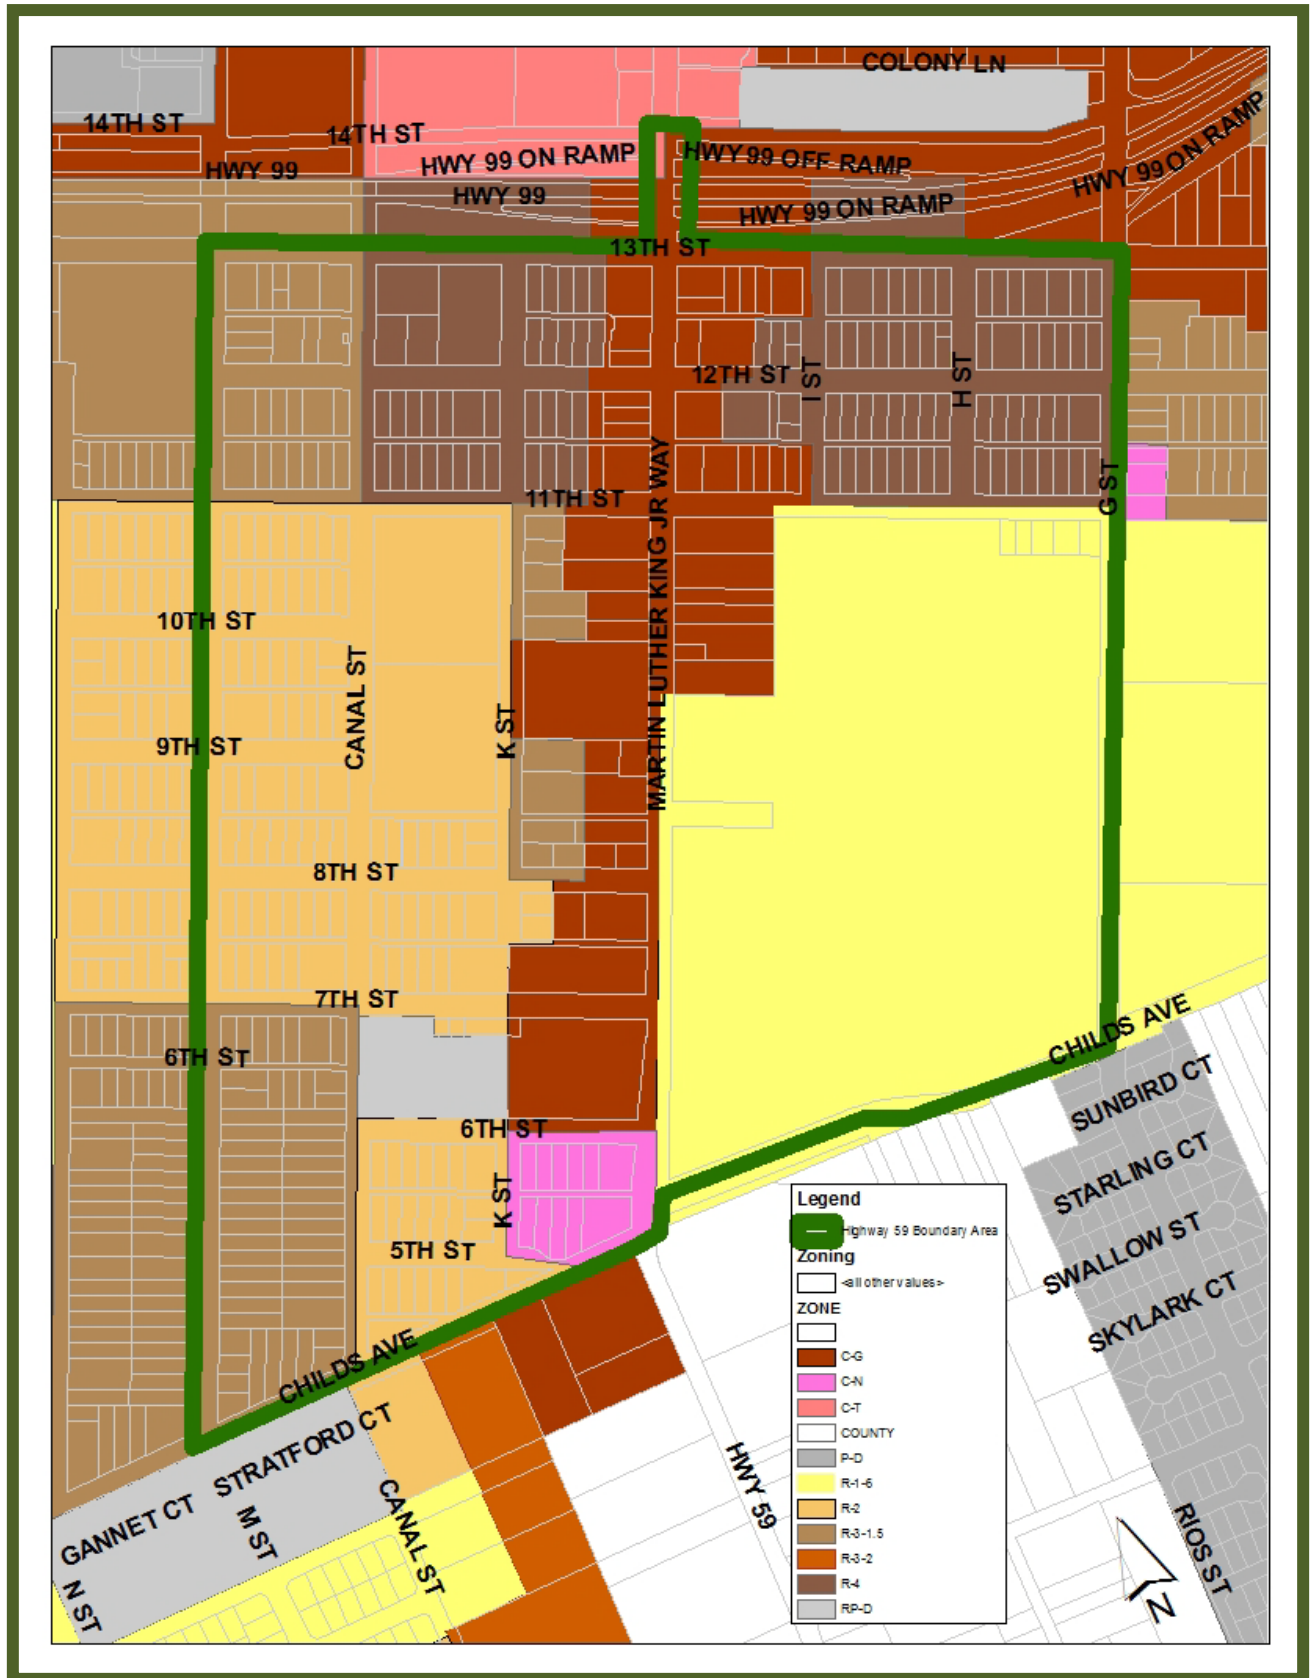 COLONY LN
14TH ST
14TH ST
HWY 99 ON RAMP
HWY 99 OFF RAMP
HWY 99 ON RAMP
HWY 99
HWY 99
HWY 99 ON RAMP
13TH ST
12TH ST
I ST
H ST
G ST
11TH ST
MARTIN LUTHER KING JR WAY
10TH ST
CANAL ST
K ST
9TH ST
8TH ST
7TH ST
6TH ST
CHILDS AVE
SUNBIRD CT
6TH ST
STARLING CT
K ST
5TH ST
SWALLOW ST
SKYLARK CT
CHILDS AVE
STRATFORD CT
GANNET CT
M ST
CANAL ST
N ST
HWY 59
RIOS ST
N
Legend
Highway 59 Boundary Area
Zoning
<all other values>
ZONE
C-G
C-N
C-T
COUNTY
P-D
R-1-6
R-2
R-3-1.5
R-3-2
R-4
RP-D